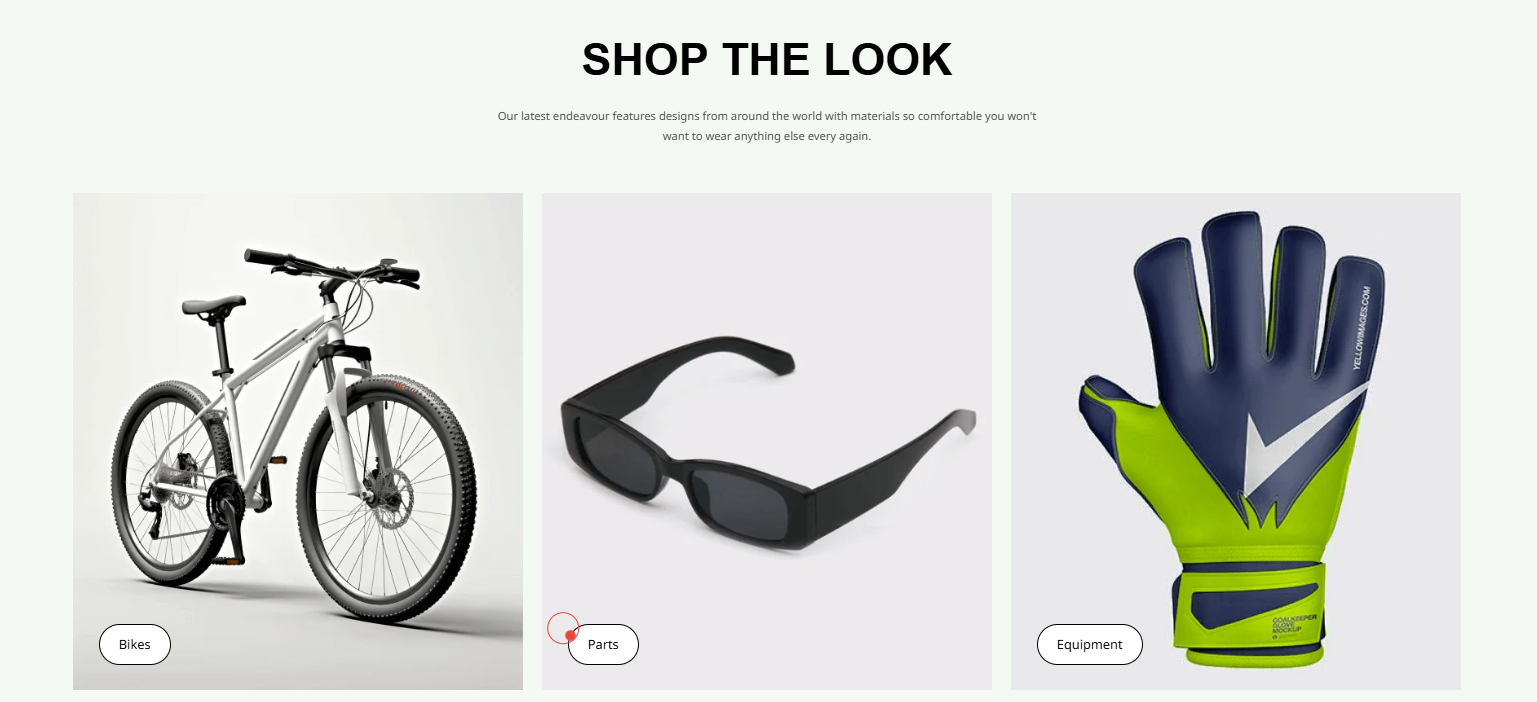 SHOP THE LOOK
Our latest endeavour features designs from around the world with materials so comfortable you won't
want to wear anything else every again.
YELLOWIMAGES.COM
GOALKEEPER
GLOVE
MOCKUP
Bikes
Parts
Equipment